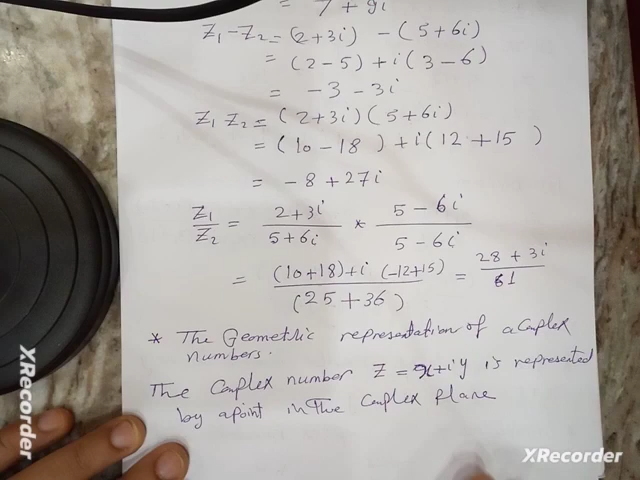 = 7 + 9i
Z₁-Z₂ = (2+3i) - (5+6i)
= (2-5) + i(3-6)
= -3 - 3i
Z₁ Z₂ = (2+3i)(5+6i)
= (10-18) + i(12+15)
= -8 + 27i
Z₁/Z₂ = 2+3i/5+6i * 5-6i/5-6i
= (10+18)+i(-12+15)/(25+36) = 28+3i/61
* The Geometric representation of a Complex
numbers.
The Complex number Z = x+iy is represented
by a point in the Complex plane
XRecorder
XRecorder